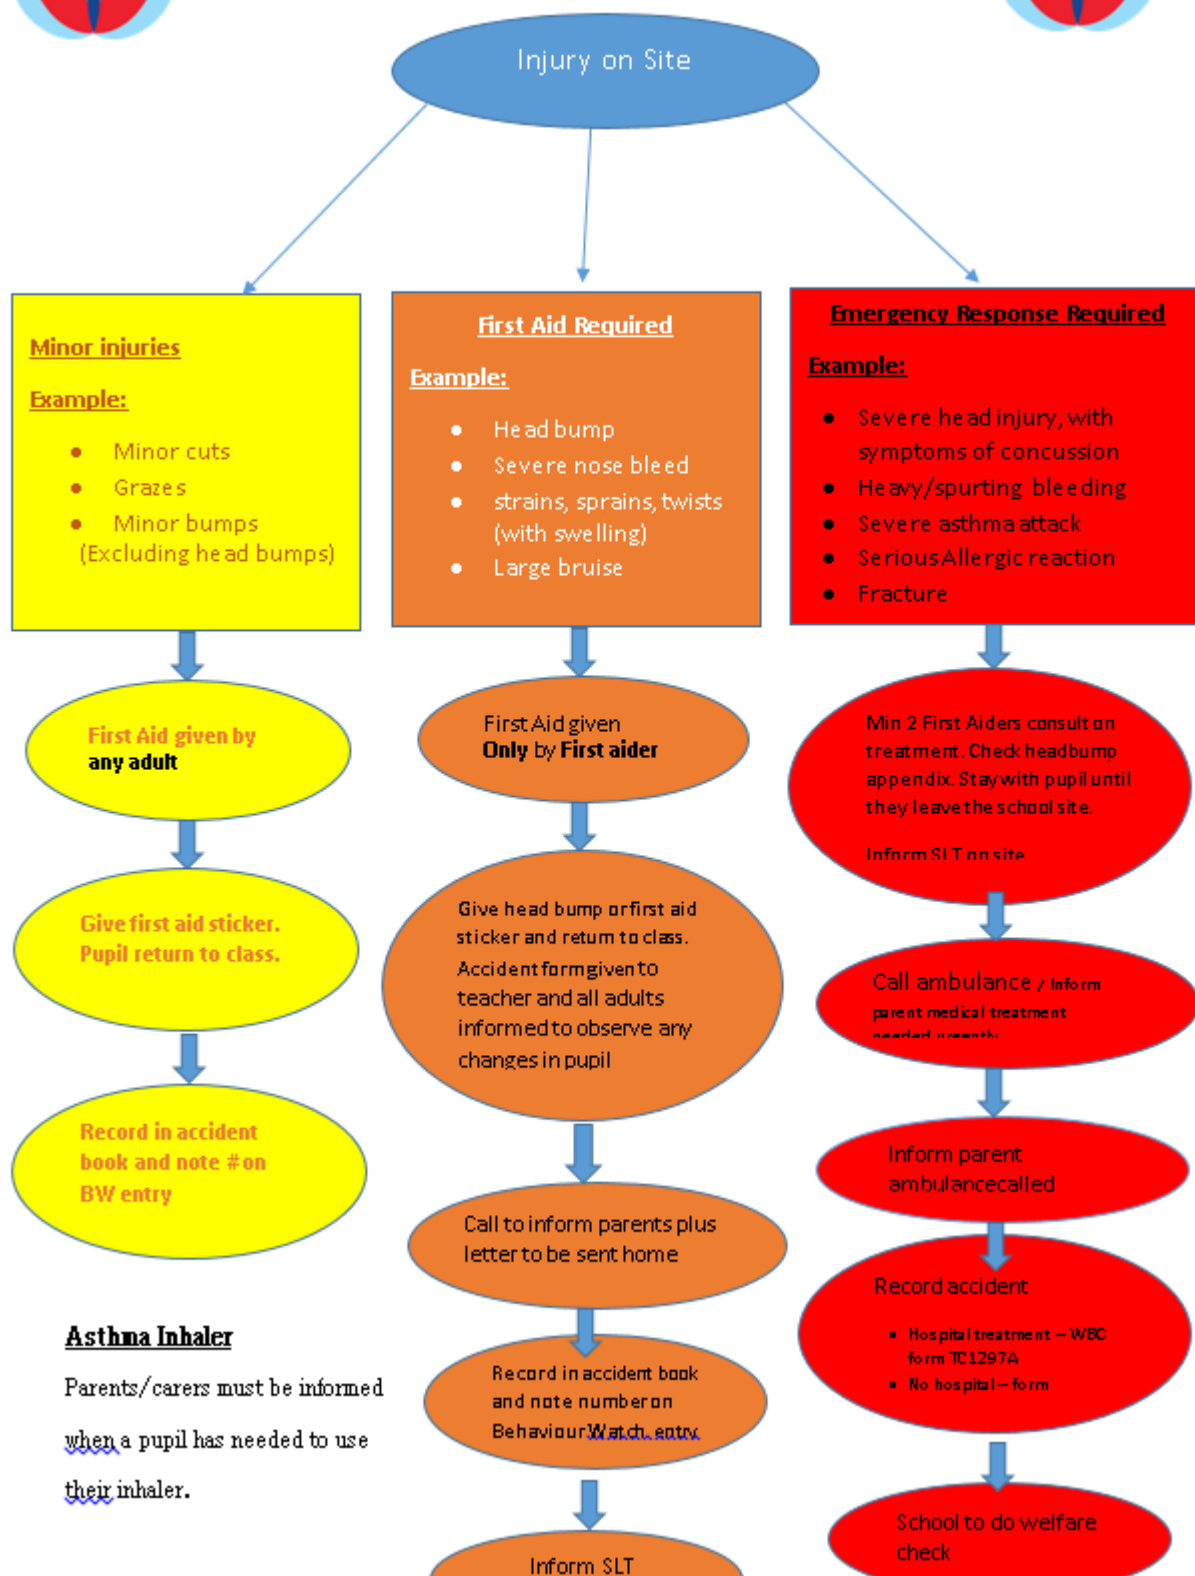 Injury on Site
Minor injuries
Example:
• Minor cuts
• Grazes
• Minor bumps
(Excluding head bumps)
First Aid given by
any adult
Give first aid sticker.
Pupil return to class.
Record in accident
book and note # on
BW entry
Asthma Inhaler
Parents/carers must be informed
when a pupil has needed to use
their inhaler.
First Aid Required
Example:
• Head bump
• Severe nose bleed
• strains, sprains, twists
(with swelling)
• Large bruise
First Aid given
Only by First aider
Give head bump or first aid
sticker and return to class.
Accident form given to
teacher and all adults
informed to observe any
changes in pupil
Call to inform parents plus
letter to be sent home
Record in accident book
and note number on
Behaviour Watch entry
Inform SLT
Emergency Response Required
Example:
• Severe head injury, with
symptoms of concussion
• Heavy/spurting bleeding
• Severe asthma attack
• Serious Allergic reaction
• Fracture
Min 2 First Aiders consult on
treatment. Check headbump
appendix. Stay with pupil until
they leave the school site.
Inform SLT on site
Call ambulance / Inform
parent medical treatment
needed urgently
Inform parent
ambulance called
Record accident
• Hospital treatment – WBC
form TC1297A
• No hospital – form
School to do welfare
check